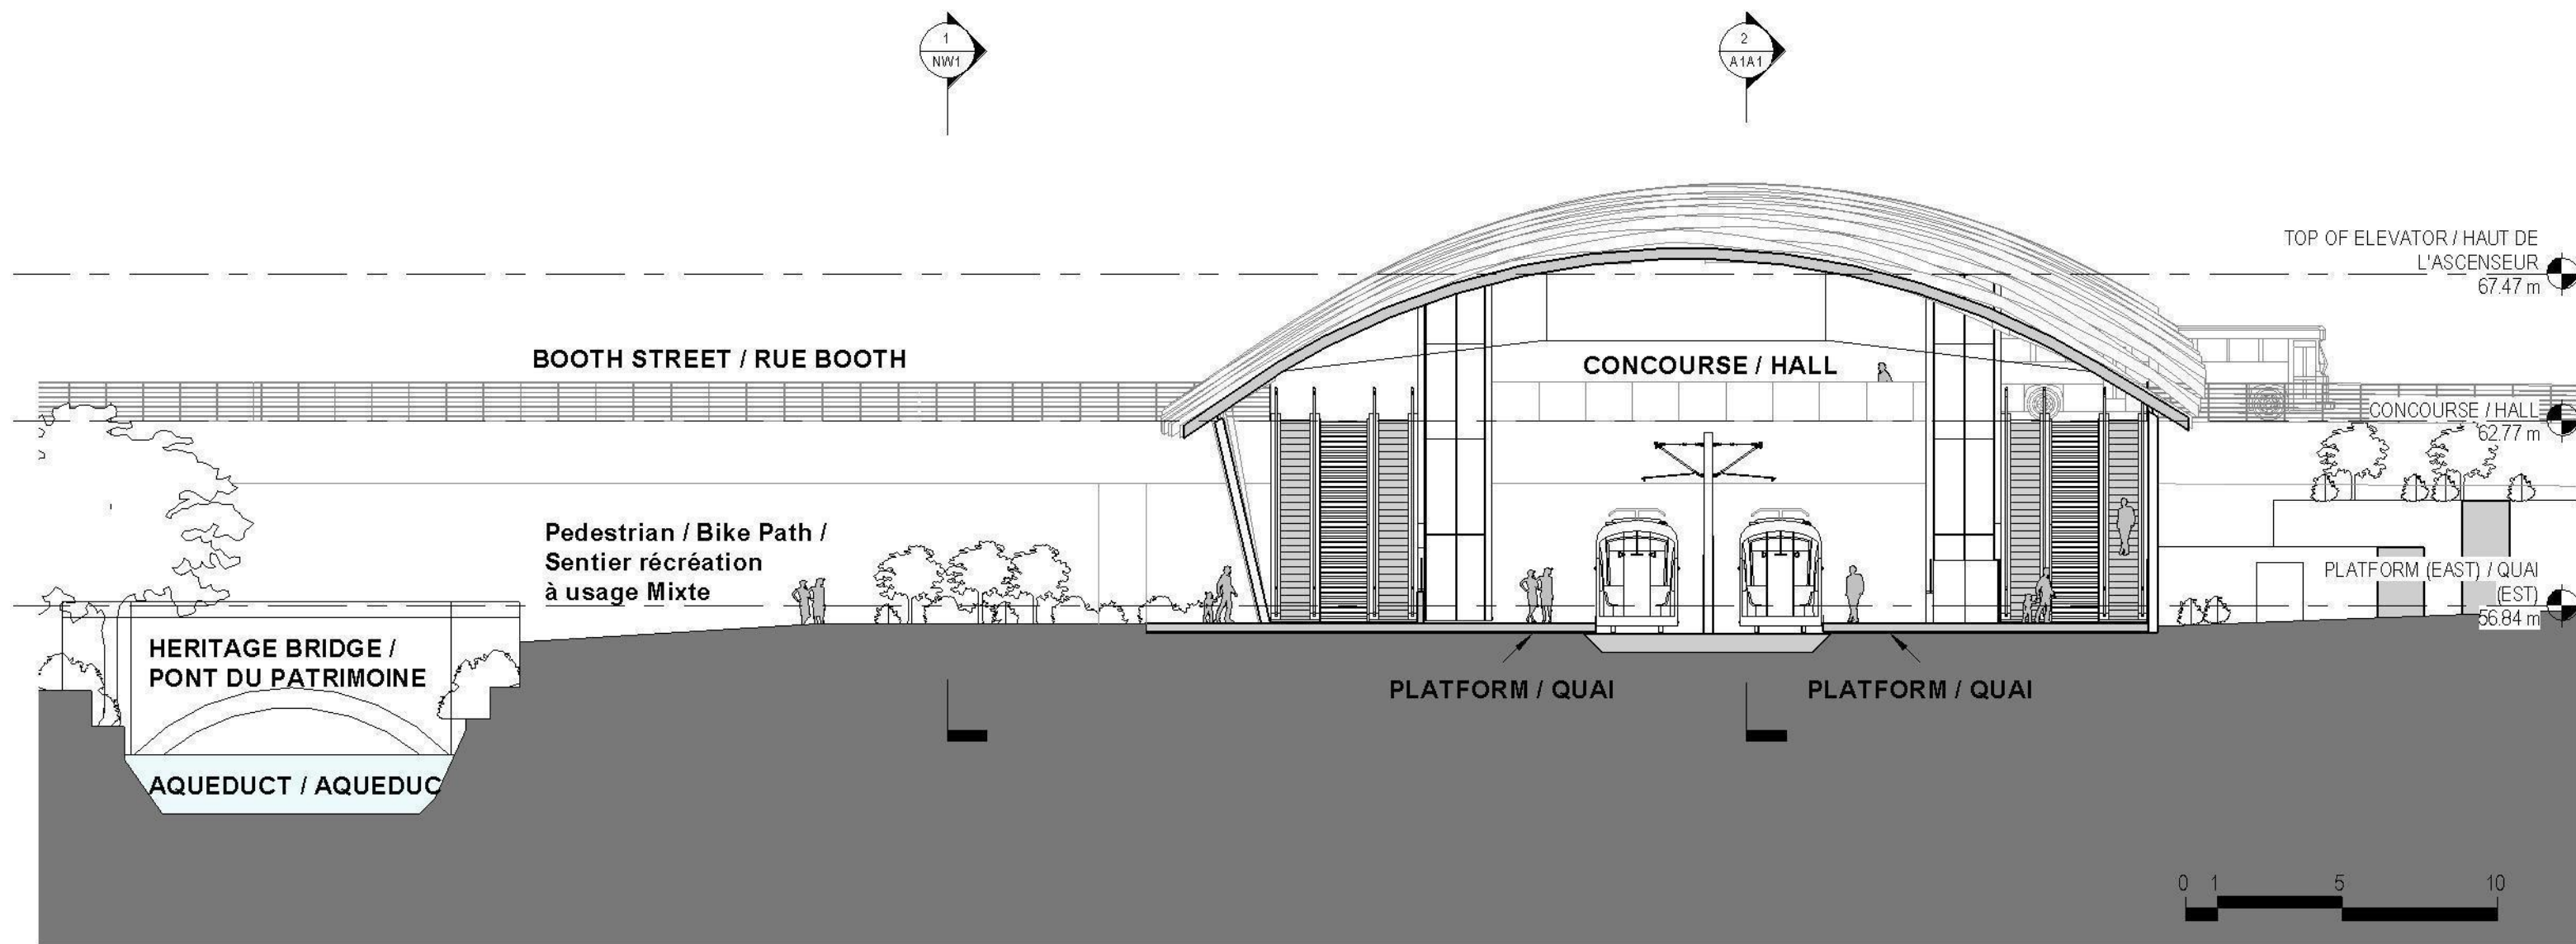 1
NW1
2
A1A1
TOP OF ELEVATOR / HAUT DE
L'ASCENSEUR
67.47 m
BOOTH STREET / RUE BOOTH
CONCOURSE / HALL
CONCOURSE / HALL
62.77 m
Pedestrian / Bike Path /
Sentier récréation
à usage Mixte
PLATFORM (EAST) / QUAI
(EST)
56.84 m
HERITAGE BRIDGE /
PONT DU PATRIMOINE
PLATFORM / QUAI
PLATFORM / QUAI
AQUEDUCT / AQUEDUC
0 1 5 10